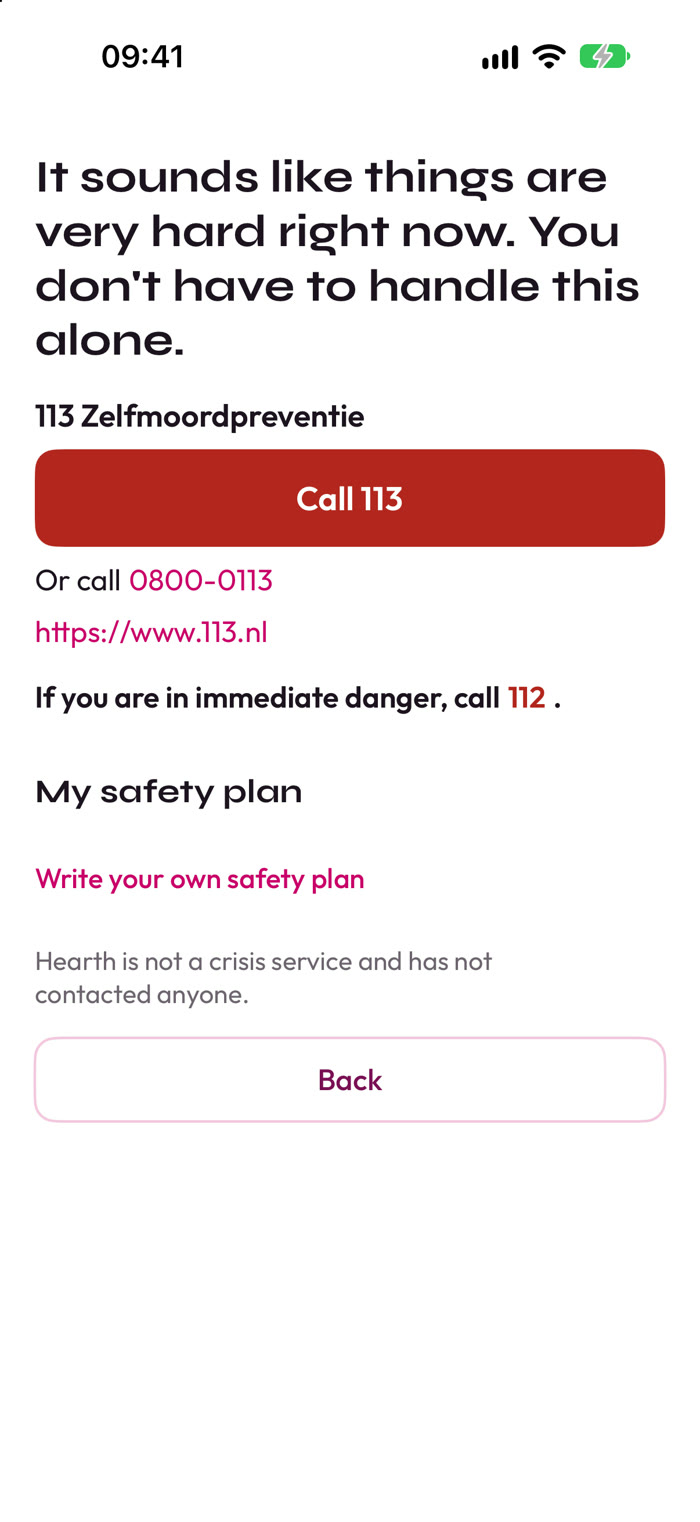 09:41
It sounds like things are
very hard right now. You
don't have to handle this
alone.
113 Zelfmoordpreventie
Call 113
Or call 0800-0113
https://www.113.nl
If you are in immediate danger, call 112 .
My safety plan
Write your own safety plan
Hearth is not a crisis service and has not
contacted anyone.
Back